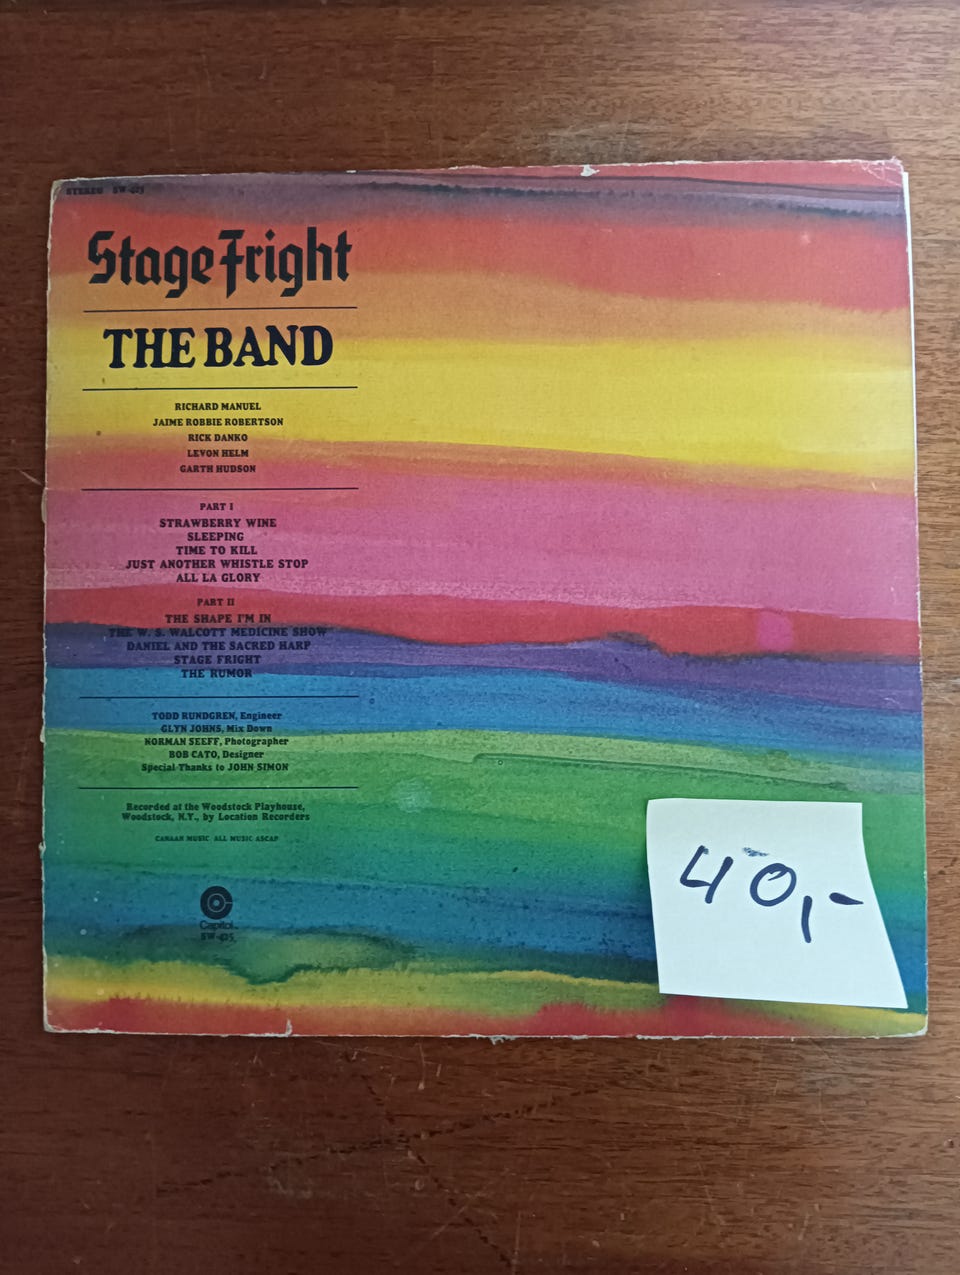 STEREO SW-425
Stage Fright
THE BAND
RICHARD MANUEL
JAIME ROBBIE ROBERTSON
RICK DANKO
LEVON HELM
GARTH HUDSON
PART I
STRAWBERRY WINE
SLEEPING
TIME TO KILL
JUST ANOTHER WHISTLE STOP
ALL LA GLORY
PART II
THE SHAPE I'M IN
THE W. S. WALCOTT MEDICINE SHOW
DANIEL AND THE SACRED HARP
STAGE FRIGHT
THE RUMOR
TODD RUNDGREN, Engineer
GLYN JOHNS, Mix Down
NORMAN SEEFF, Photographer
BOB CATO, Designer
Special Thanks to JOHN SIMON
Recorded at the Woodstock Playhouse,
Woodstock, N.Y., by Location Recorders
CANAAN MUSIC ALL MUSIC ASCAP
Capitol
SW-425
40,-